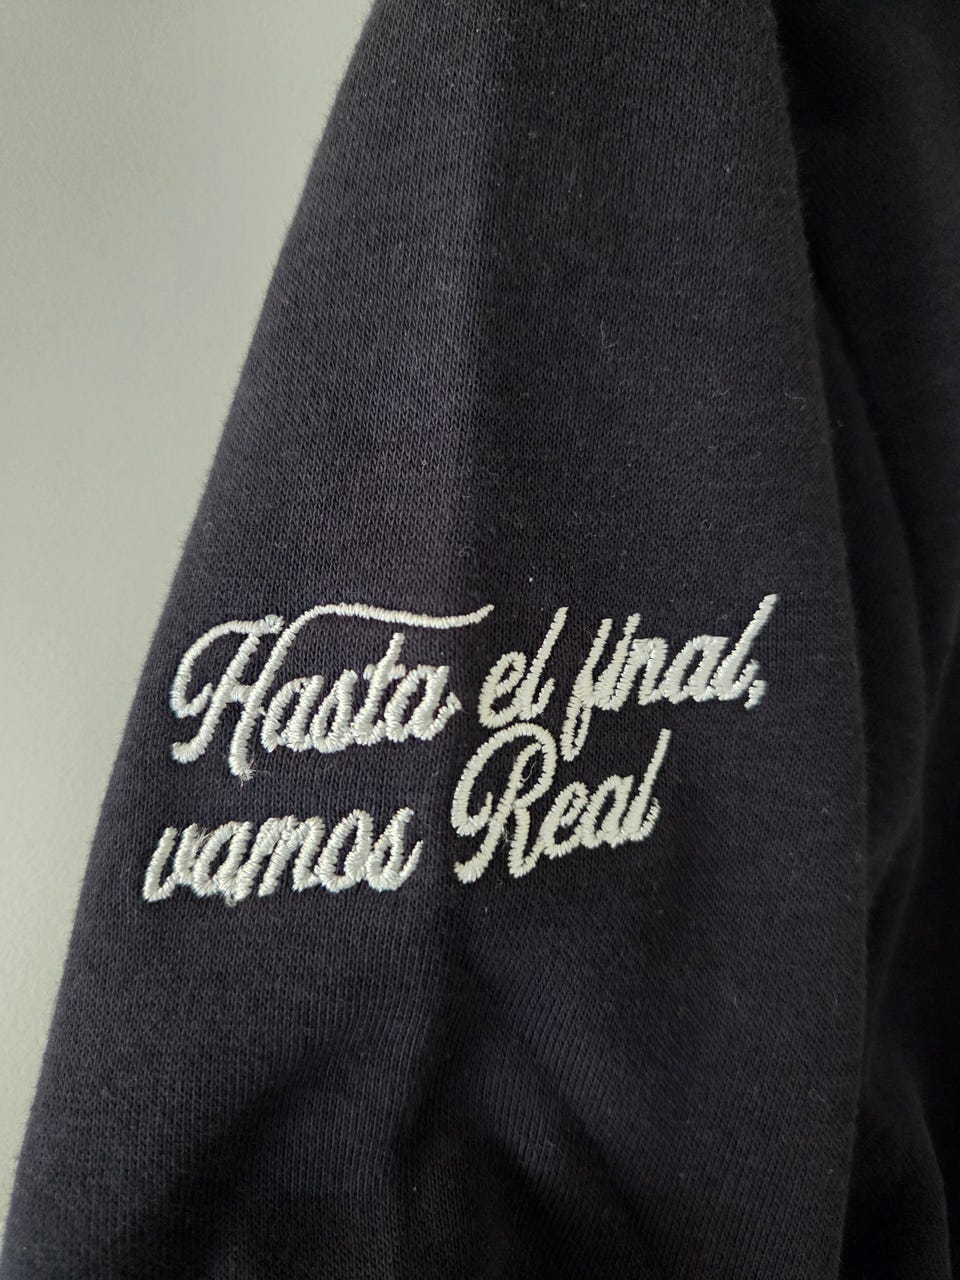 Hasta el final,
vamos Real